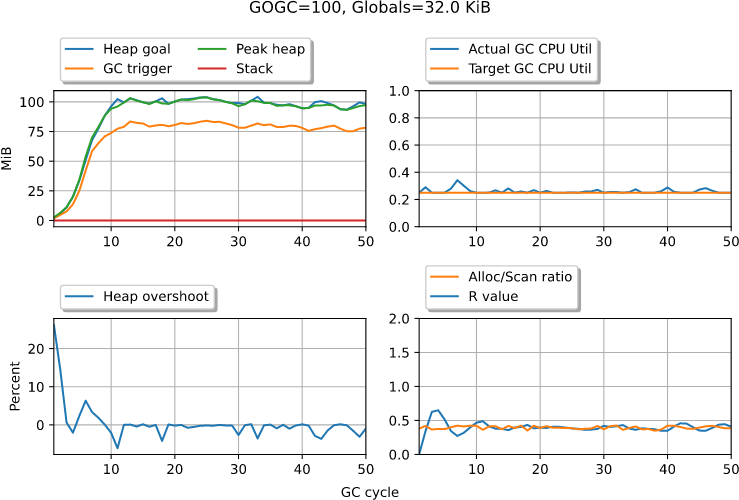 GOGC=100, Globals=32.0 KiB
Heap goal
GC trigger
Peak heap
Stack
Actual GC CPU Util
Target GC CPU Util
MiB
100
75
50
25
0
10 20 30 40 50
1.0
0.8
0.6
0.4
0.2
0.0
10 20 30 40 50
Heap overshoot
Alloc/Scan ratio
R value
Percent
20
10
0
10 20 30 40 50
2.0
1.5
1.0
0.5
0.0
10 20 30 40 50
GC cycle